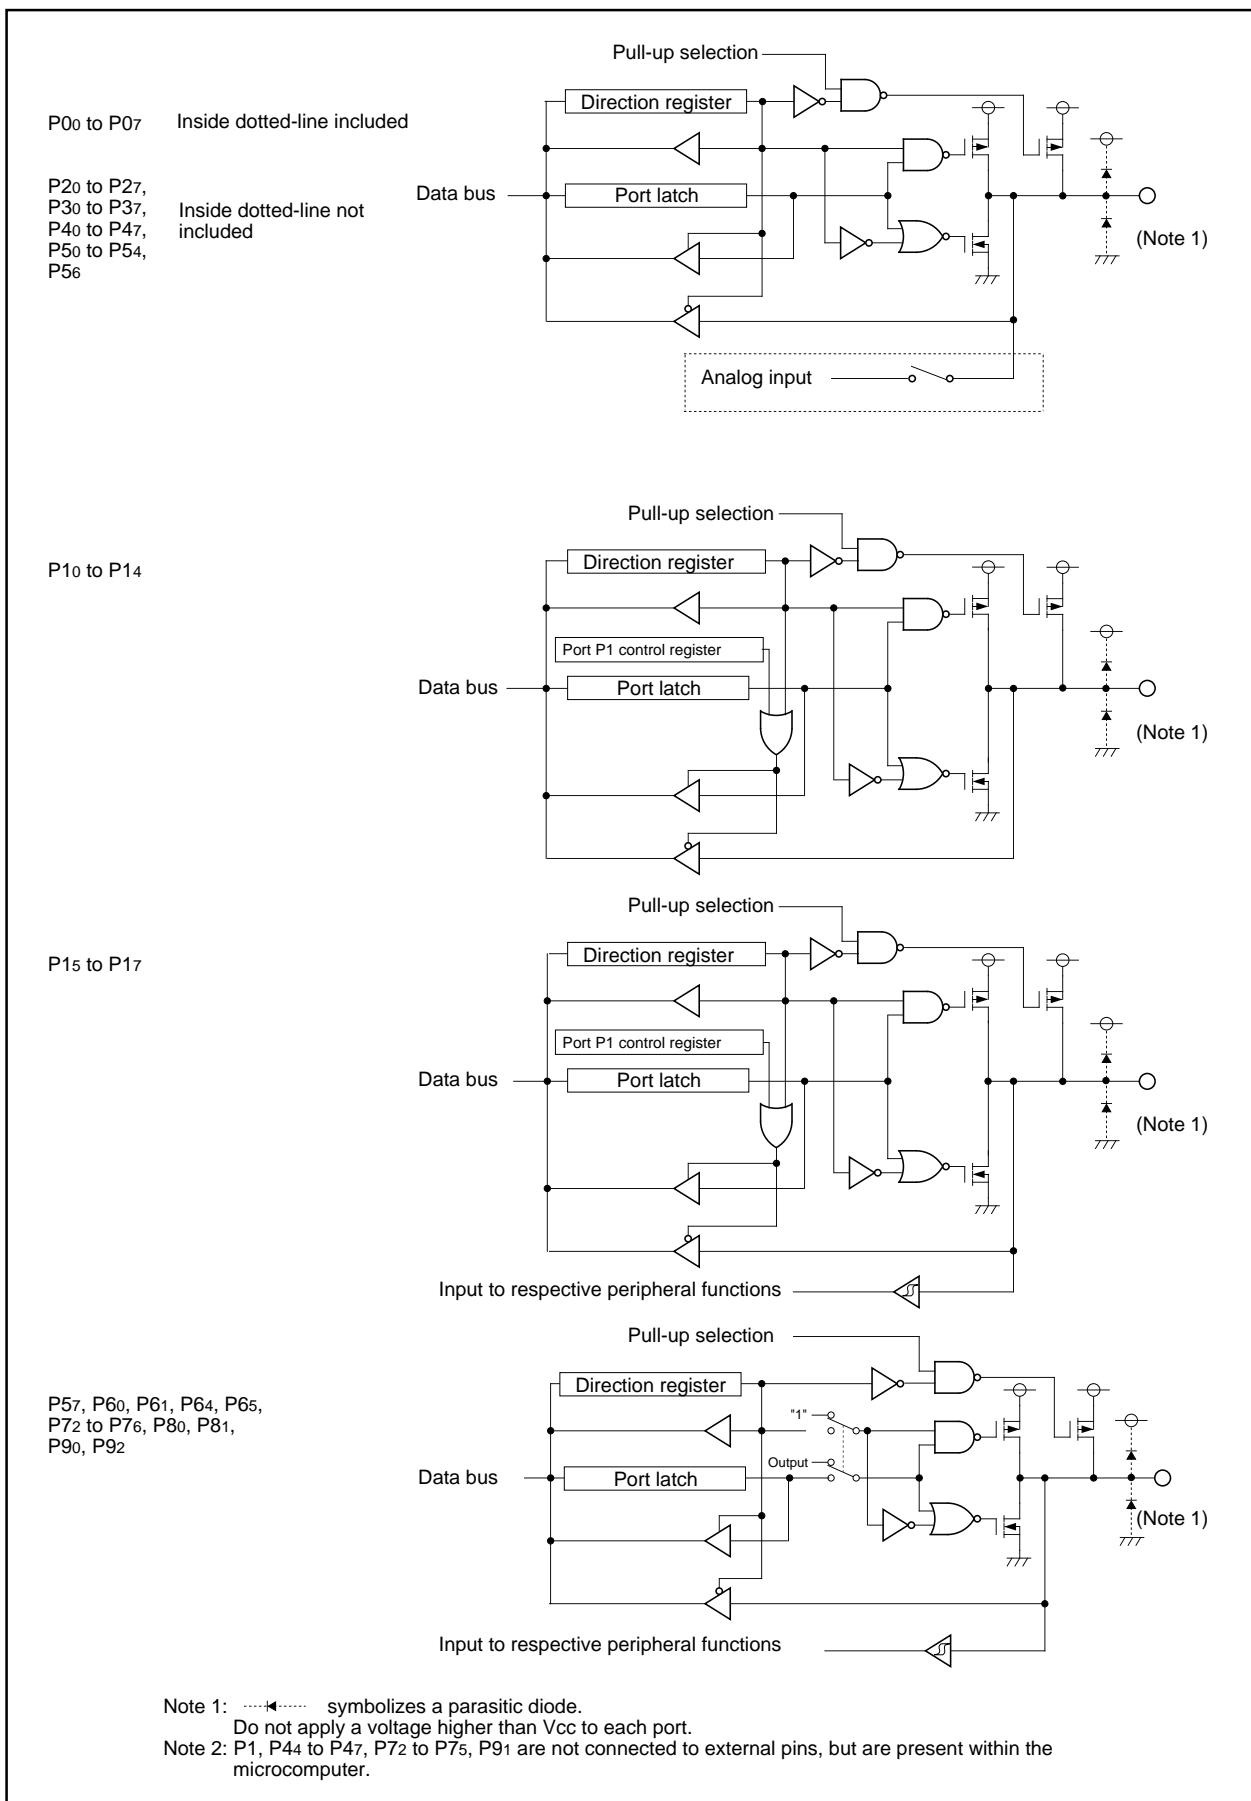 Pull-up selection
Direction register
P00 to P07 Inside dotted-line included
P20 to P27,
P30 to P37,
P40 to P47,
P50 to P54,
P56
Inside dotted-line not
included
Data bus
Port latch
(Note 1)
Analog input
Pull-up selection
P10 to P14
Direction register
Port P1 control register
Data bus
Port latch
(Note 1)
Pull-up selection
P15 to P17
Direction register
Port P1 control register
Data bus
Port latch
(Note 1)
Input to respective peripheral functions
Pull-up selection
P57, P60, P61, P64, P65,
P72 to P76, P80, P81,
P90, P92
Direction register
"1"
Output
Data bus
Port latch
(Note 1)
Input to respective peripheral functions
Note 1: symbolizes a parasitic diode.
Do not apply a voltage higher than Vcc to each port.
Note 2: P1, P44 to P47, P72 to P75, P91 are not connected to external pins, but are present within the
microcomputer.